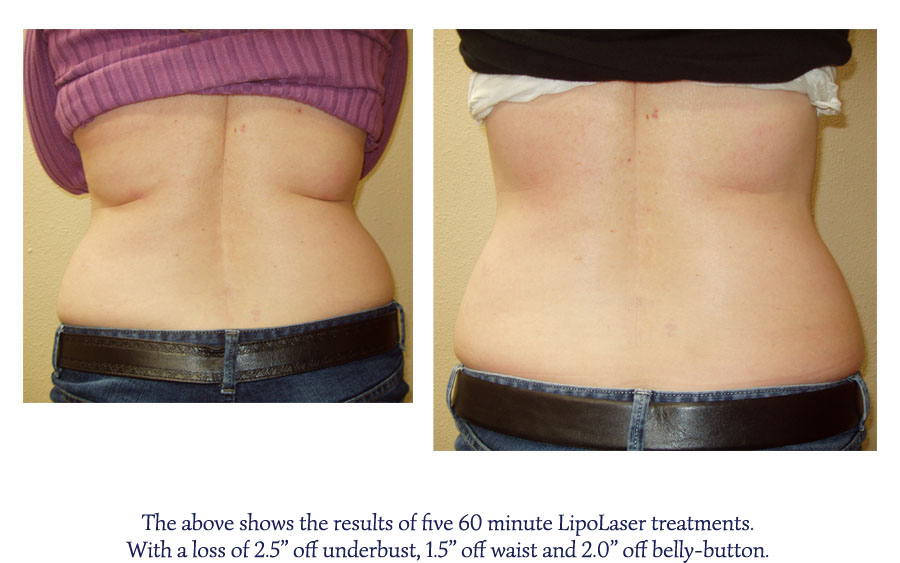 The above shows the results of five 60 minute LipoLaser treatments.
With a loss of 2.5” off underbust, 1.5” off waist and 2.0” off belly-button.